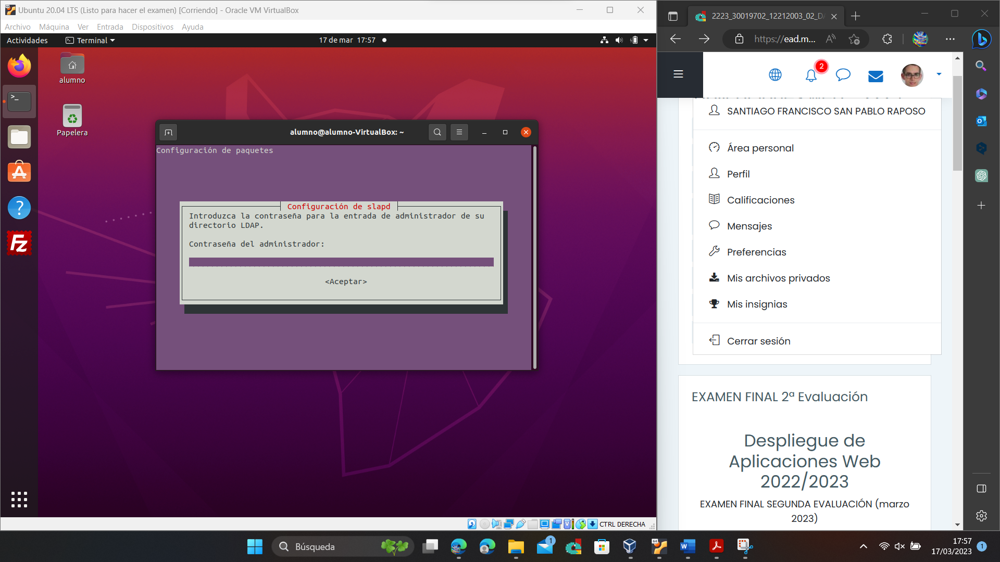 Ubuntu 20.04 LTS (Listo para hacer el examen) [Corriendo] - Oracle VM VirtualBox
Archivo Máquina Ver Entrada Dispositivos Ayuda
Actividades Terminal 17 de mar 17:57
alumno
Papelera
alumno@alumno-VirtualBox: ~
Configuración de paquetes
Configuración de slapd
Introduzca la contraseña para la entrada de administrador de su
directorio LDAP.
Contraseña del administrador:
<Aceptar>
CTRL DERECHA
2223_30019702_12212003_02_DA
https://ead.m...
2
SANTIAGO FRANCISCO SAN PABLO RAPOSO
Área personal
Perfil
Calificaciones
Mensajes
Preferencias
Mis archivos privados
Mis insignias
Cerrar sesión
EXAMEN FINAL 2ª Evaluación
Despliegue de
Aplicaciones Web
2022/2023
EXAMEN FINAL SEGUNDA EVALUACIÓN (marzo
2023)
Búsqueda
1
17:57
17/03/2023
1